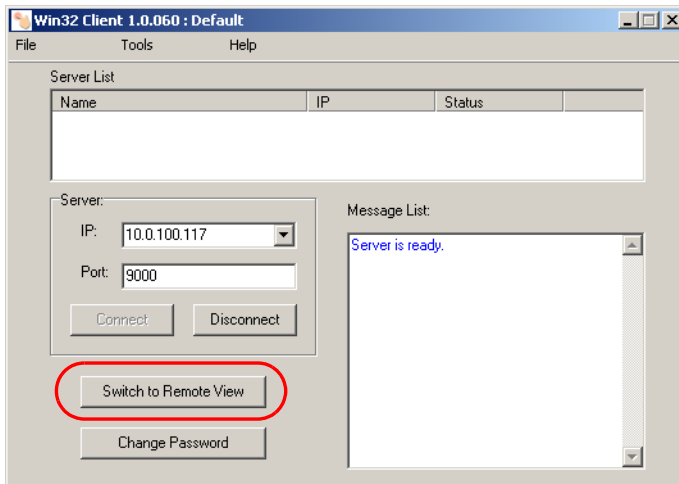 Win32 Client 1.0.060 : Default
File Tools Help
Server List
Name IP Status
Server:
IP: 10.0.100.117
Port: 9000
Connect Disconnect
Switch to Remote View
Change Password
Message List:
Server is ready.